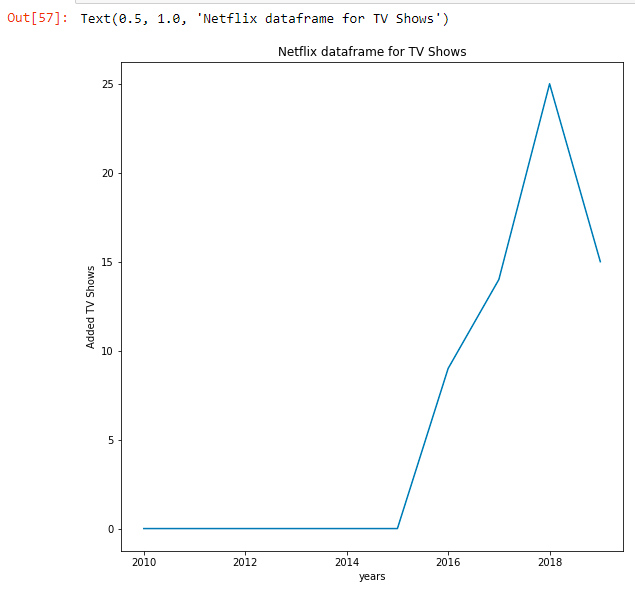 Out[57]: Text(0.5, 1.0, 'Netflix dataframe for TV Shows')
Netflix dataframe for TV Shows
25
20
15
10
5
0
Added TV Shows
2010 2012 2014 2016 2018
years